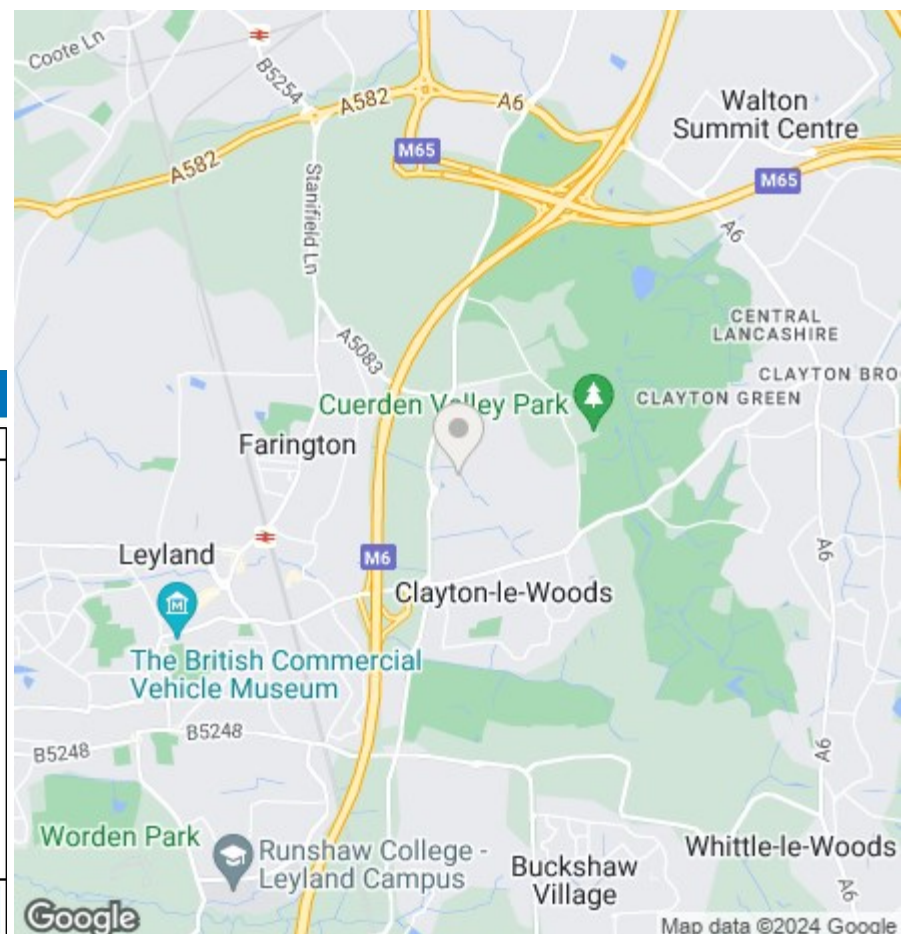 Coote Ln
B5254
A582
A6
Walton
Summit Centre
A582
M65
M65
Stanifield Ln
A6
CENTRAL
LANCASHIRE
A5083
CLAYTON BRO
Cuerden Valley Park
CLAYTON GREEN
Farington
Leyland
M6
A6
Clayton-le-Woods
M
The British Commercial
Vehicle Museum
B5248
B5248
A6
Worden Park
Runshaw College -
Leyland Campus
Whittle-le-Woods
Buckshaw
Village
A6
Google
Map data ©2024 Google